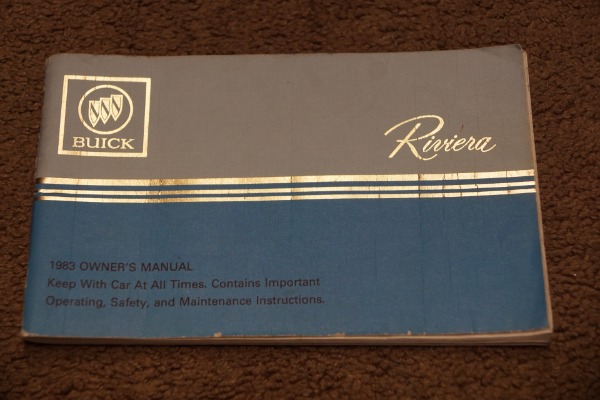 BUICK
Riviera
1983 OWNER'S MANUAL
Keep With Car At All Times. Contains Important
Operating, Safety, and Maintenance Instructions.